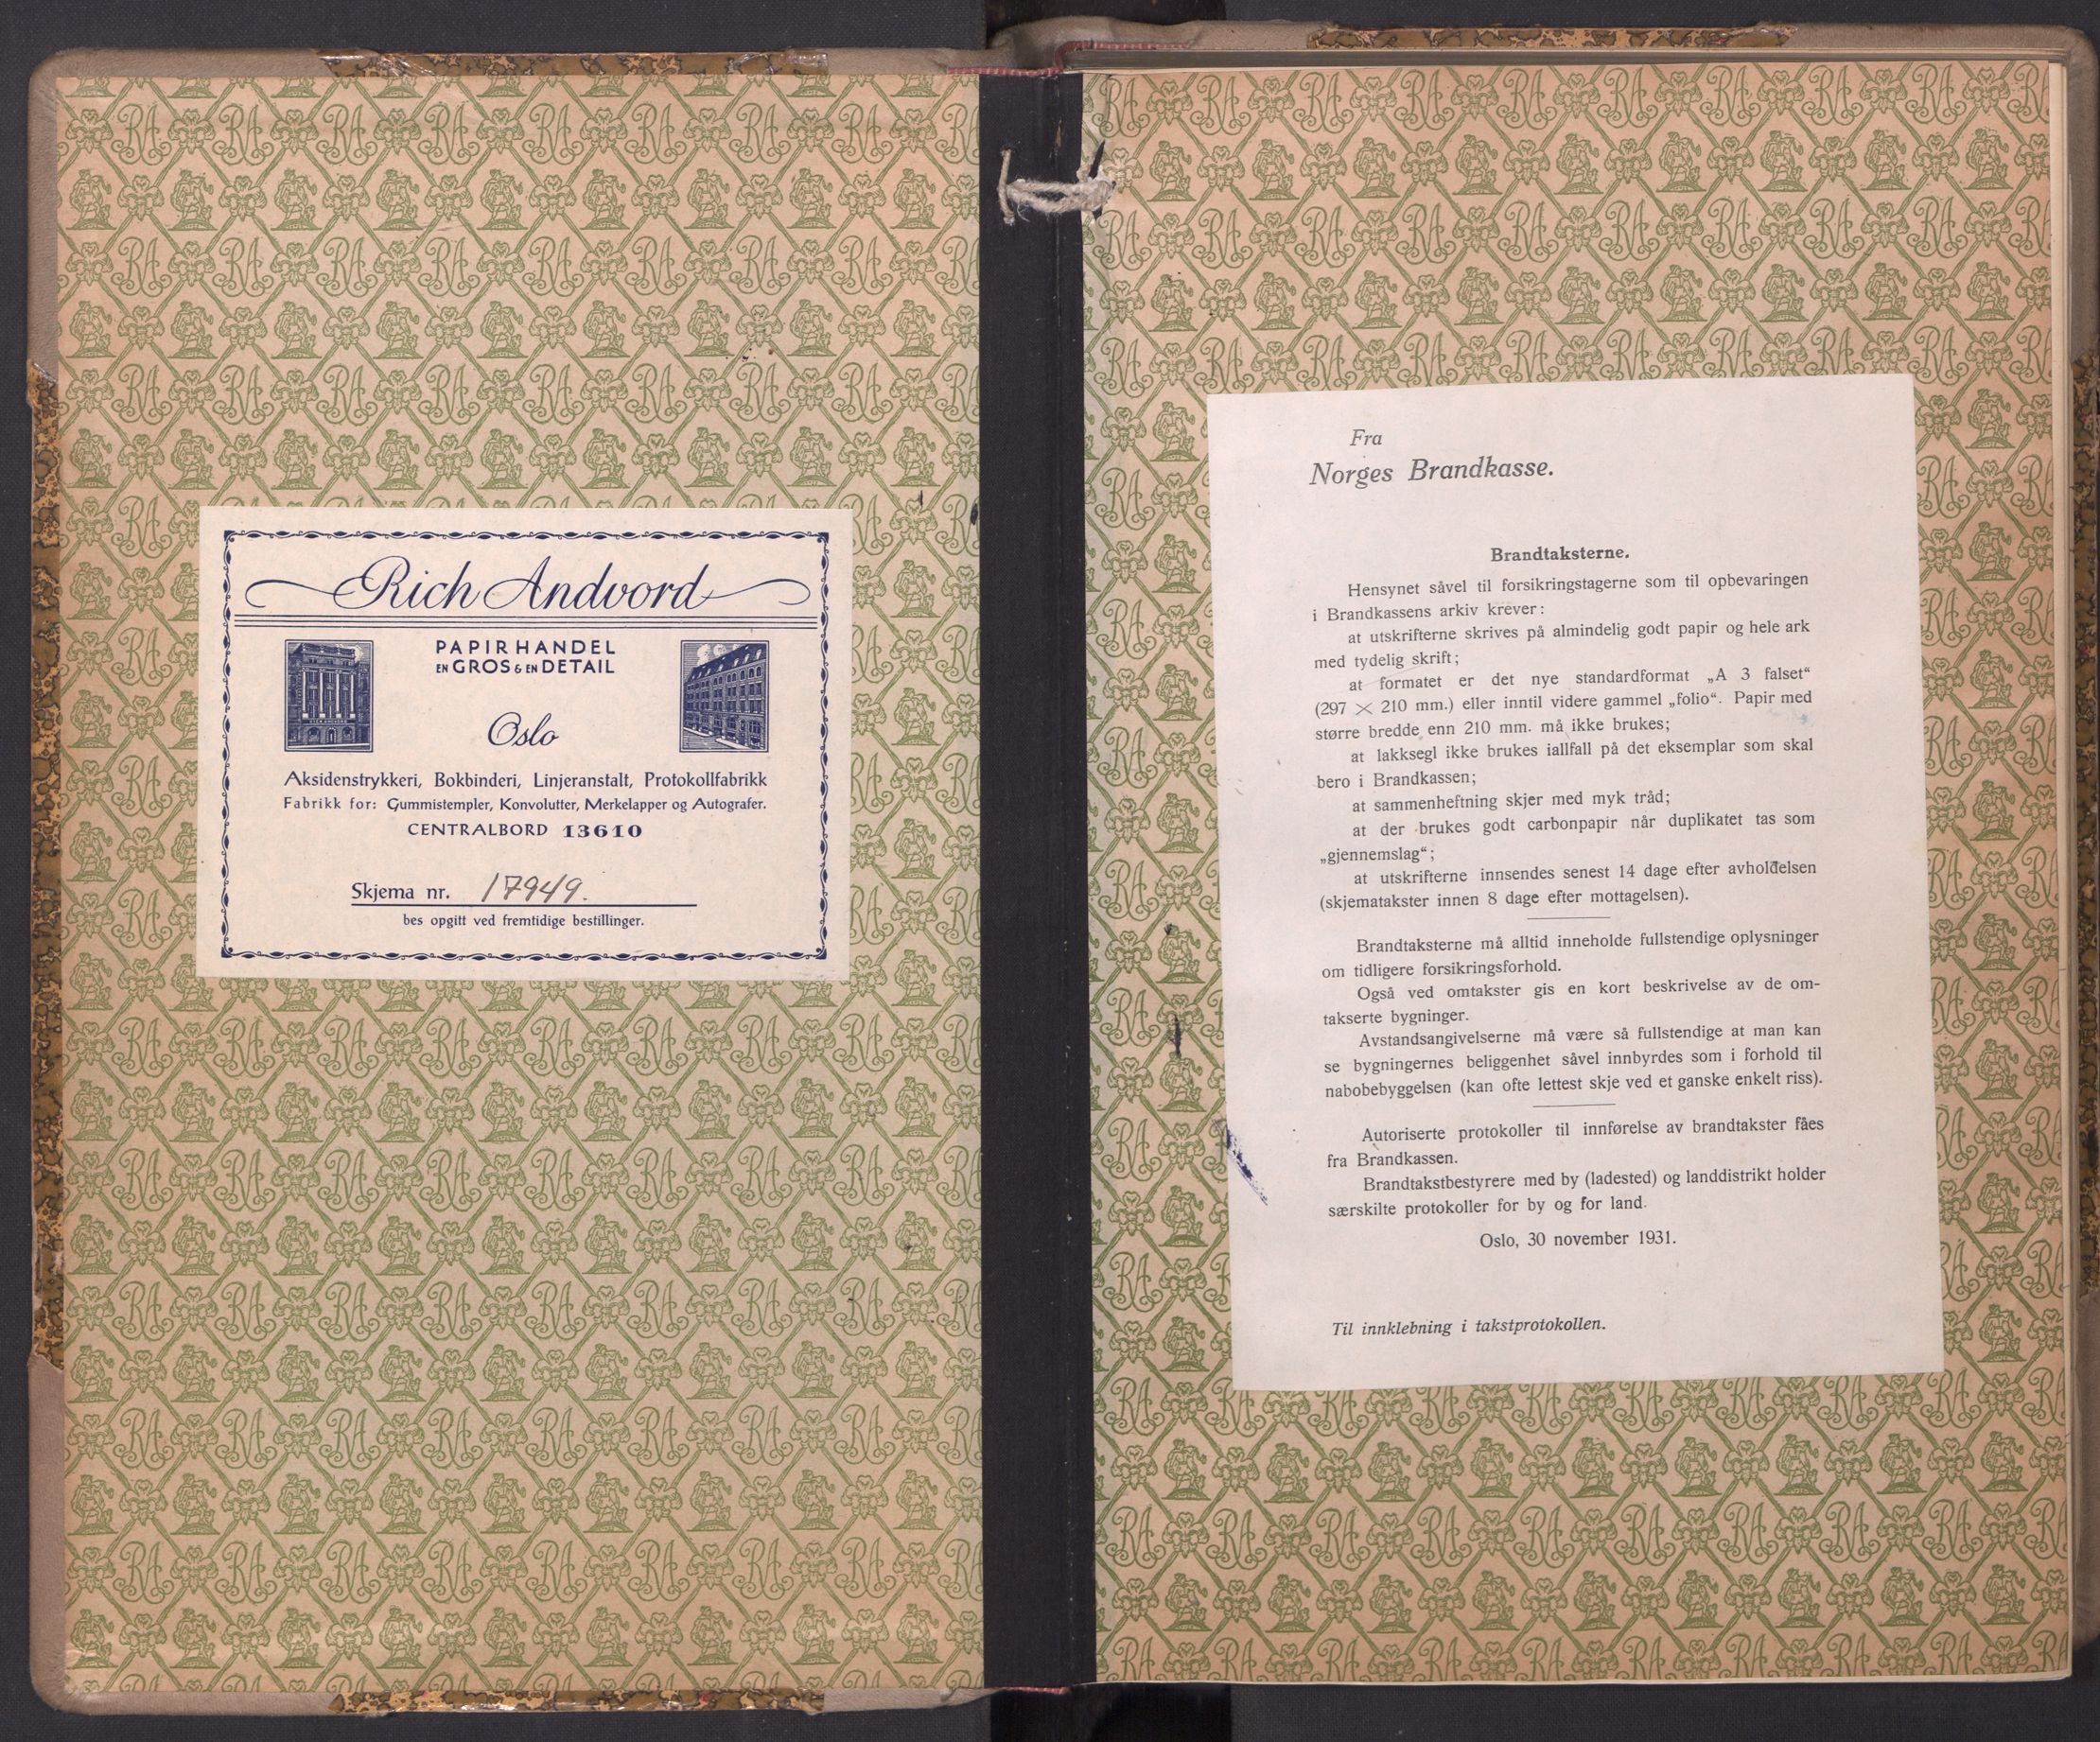 Rich Andvord
PAPIRHANDEL
EN GROS & EN DETAIL
Oslo
Aksidenstrykkeri, Bokbinderi, Linjeranstalt, Protokollfabrikk
Fabrikk for: Gummistempler, Konvolutter, Merkelapper og Autografer.
CENTRALBORD 13610
Skjema nr. 17949.
bes opgitt ved fremtidige bestillinger.
Fra
Norges Brandkasse.
Brandtaksterne.
Hensynet såvel til forsikringstagerne som til opbevaringen
i Brandkassens arkiv krever:
at utskrifterne skrives på almindelig godt papir og hele ark
med tydelig skrift;
at formatet er det nye standardformat „A 3 falset“
(297 × 210 mm.) eller inntil videre gammel „folio“. Papir med
større bredde enn 210 mm. må ikke brukes;
at lakksegl ikke brukes iallfall på det eksemplar som skal
bero i Brandkassen;
at sammenheftning skjer med myk tråd;
at der brukes godt carbonpapir når duplikatet tas som
„gjennemslag“;
at utskrifterne innsendes senest 14 dage efter avholdelsen
(skjematakster innen 8 dage efter mottagelsen).
Brandtaksterne må alltid inneholde fullstendige oplysninger
om tidligere forsikringsforhold.
Også ved omtakster gis en kort beskrivelse av de om-
takserte bygninger.
Avstandsangivelserne må være så fullstendige at man kan
se bygningernes beliggenhet såvel innbyrdes som i forhold til
nabobebyggelsen (kan ofte lettest skje ved et ganske enkelt riss).
Autoriserte protokoller til innførelse av brandtakster fåes
fra Brandkassen.
Brandtakstbestyrere med by (ladested) og landdistrikt holder
særskilte protokoller for by og for land.
Oslo, 30 november 1931.
Til innklebning i takstprotokollen.